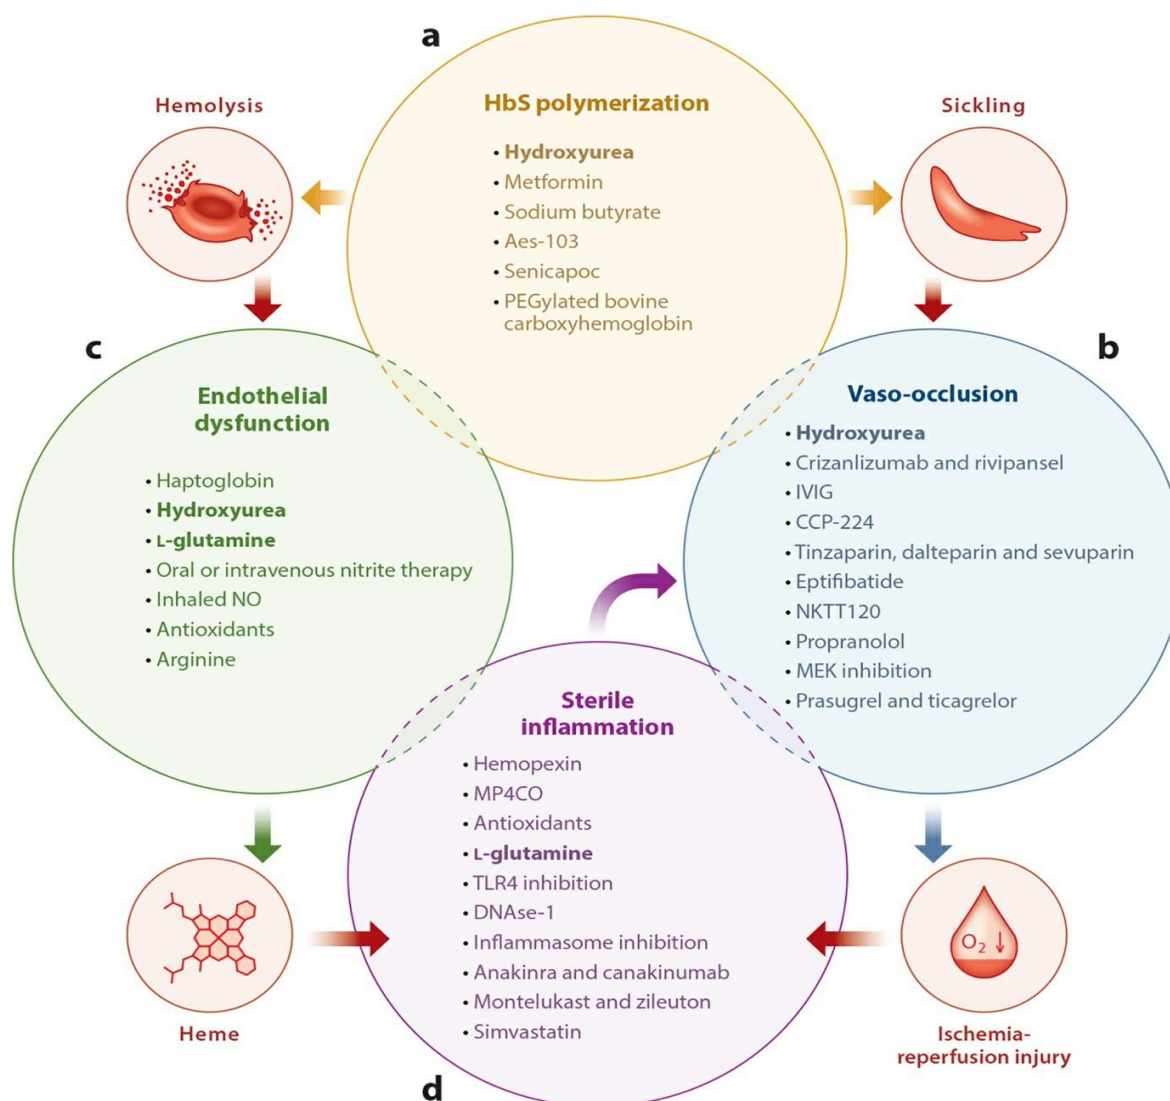 a
HbS polymerization
• Hydroxyurea
• Metformin
• Sodium butyrate
• Aes-103
• Senicapoc
• PEGylated bovine
carboxyhemoglobin
Hemolysis
Sickling
c
Endothelial
dysfunction
• Haptoglobin
• Hydroxyurea
• L-glutamine
• Oral or intravenous nitrite therapy
• Inhaled NO
• Antioxidants
• Arginine
b
Vaso-occlusion
• Hydroxyurea
• Crizanlizumab and rivipansel
• IVIG
• CCP-224
• Tinzaparin, dalteparin and sevuparin
• Eptifibatide
• NKTT120
• Propranolol
• MEK inhibition
• Prasugrel and ticagrelor
Sterile
inflammation
• Hemopexin
• MP4CO
• Antioxidants
• L-glutamine
• TLR4 inhibition
• DNAse-1
• Inflammasome inhibition
• Anakinra and canakinumab
• Montelukast and zileuton
• Simvastatin
d
Heme
O₂ ↓
Ischemia-
reperfusion injury